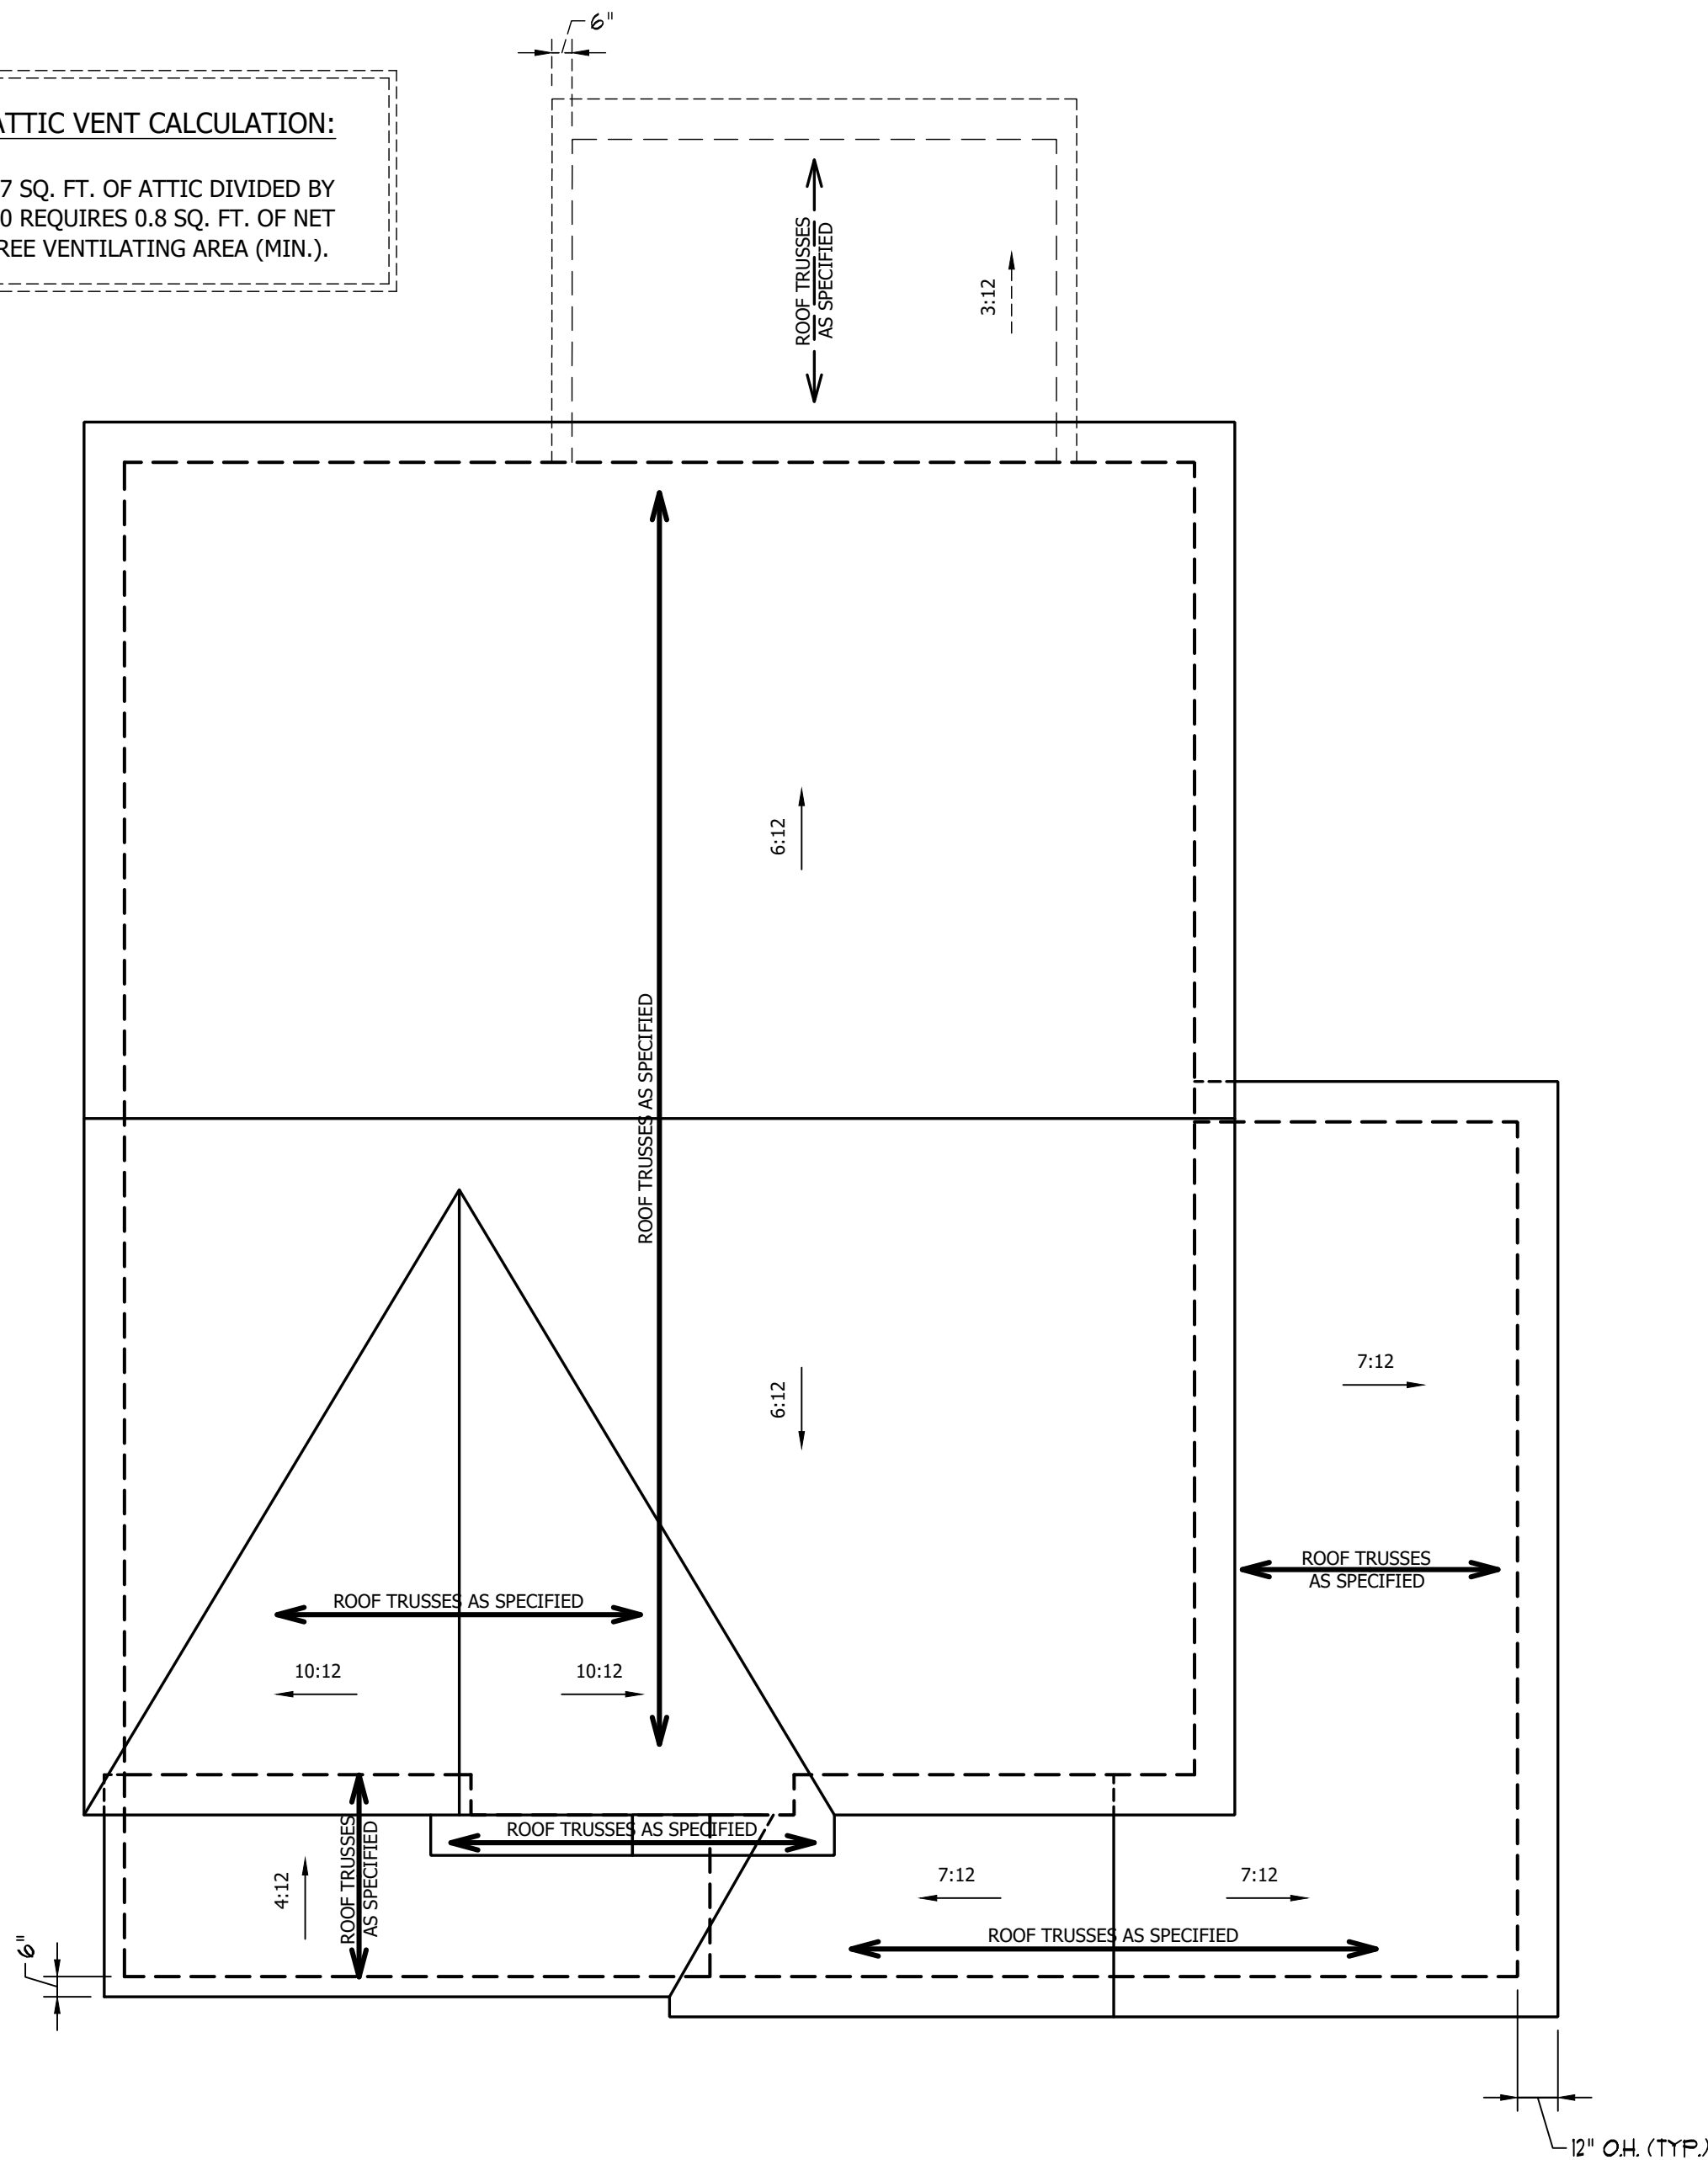 6"
ATTIC VENT CALCULATION:
7 SQ. FT. OF ATTIC DIVIDED BY
0 REQUIRES 0.8 SQ. FT. OF NET
REE VENTILATING AREA (MIN.).
ROOF TRUSSES
AS SPECIFIED
3:12
6:12
ROOF TRUSSES AS SPECIFIED
6:12
7:12
ROOF TRUSSES
AS SPECIFIED
ROOF TRUSSES AS SPECIFIED
10:12
10:12
ROOF TRUSSES AS SPECIFIED
4:12
ROOF TRUSSES
AS SPECIFIED
7:12
7:12
ROOF TRUSSES AS SPECIFIED
6"
12" O.H. (TYP.)